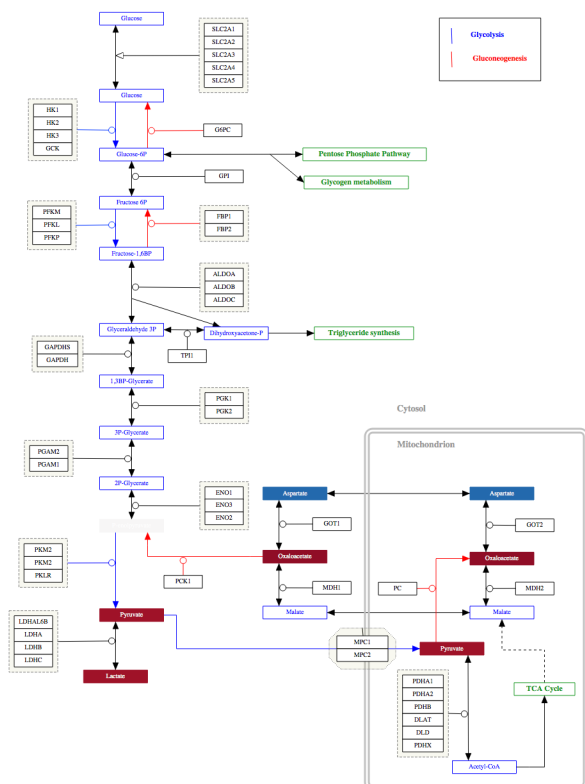 Glucose
SLC2A1
SLC2A2
SLC2A3
SLC2A4
SLC2A5
Glycolysis
Gluconeogenesis
Glucose
HK1
HK2
HK3
GCK
G6PC
Glucose-6P
Pentose Phosphate Pathway
GPI
Glycogen metabolism
Fructose 6P
PFKM
PFKL
PFKP
FBP1
FBP2
Fructose-1,6BP
ALDOA
ALDOB
ALDOC
Glyceraldehyde 3P
Dihydroxyacetone-P
Triglyceride synthesis
GAPDHS
GAPDH
TPI1
1,3BP-Glycerate
PGK1
PGK2
Cytosol
3P-Glycerate
Mitochondrion
PGAM2
PGAM1
2P-Glycerate
ENO1
ENO3
ENO2
Aspartate
Aspartate
GOT1
GOT2
Oxaloacetate
Oxaloacetate
PKM2
PKM2
PKLR
PCK1
MDH1
PC
MDH2
Pyruvate
Malate
Malate
LDHAL6B
LDHA
LDHB
LDHC
MPC1
MPC2
Pyruvate
Lactate
PDHA1
PDHA2
PDHB
DLAT
DLD
PDHX
TCA Cycle
Acetyl-CoA